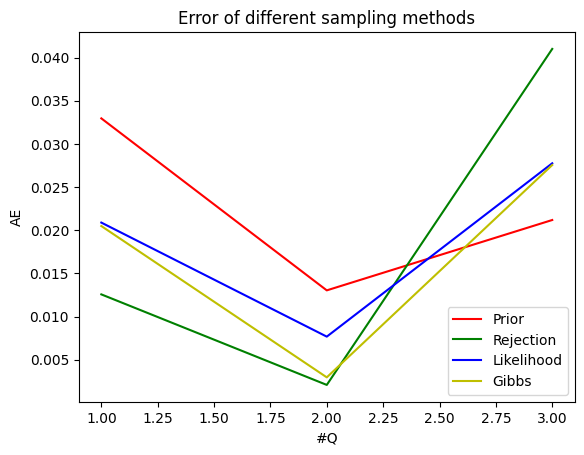 Error of different sampling methods
AE
0.040
0.035
0.030
0.025
0.020
0.015
0.010
0.005
Prior
Rejection
Likelihood
Gibbs
1.00 1.25 1.50 1.75 2.00 2.25 2.50 2.75 3.00
#Q